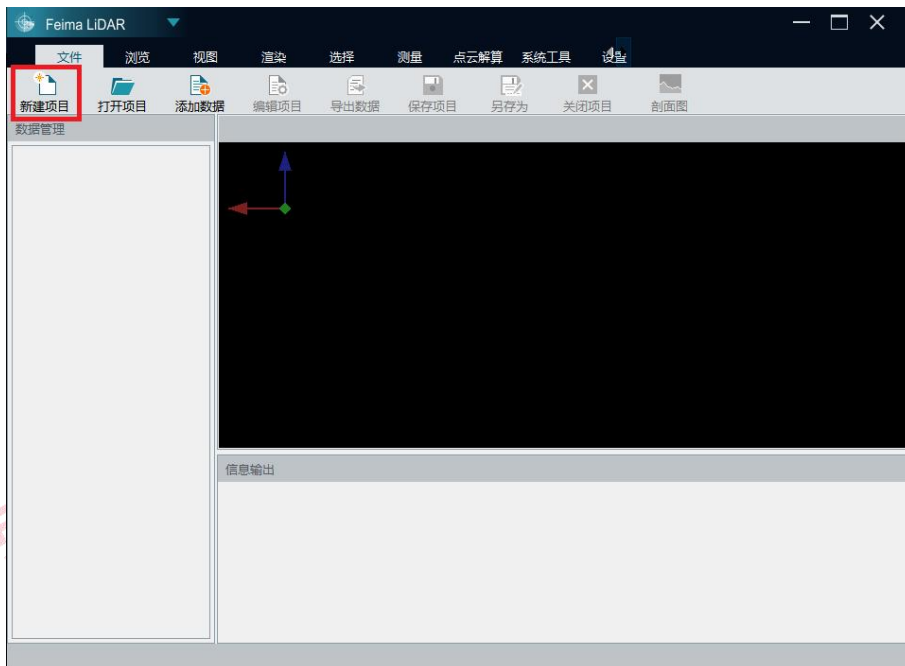 Feima LiDAR
文件 浏览 视图 渲染 选择 测量 点云解算 系统工具 设置
新建项目 打开项目 添加数据 编辑项目 导出数据 保存项目 另存为 关闭项目 剖面图
数据管理
信息输出